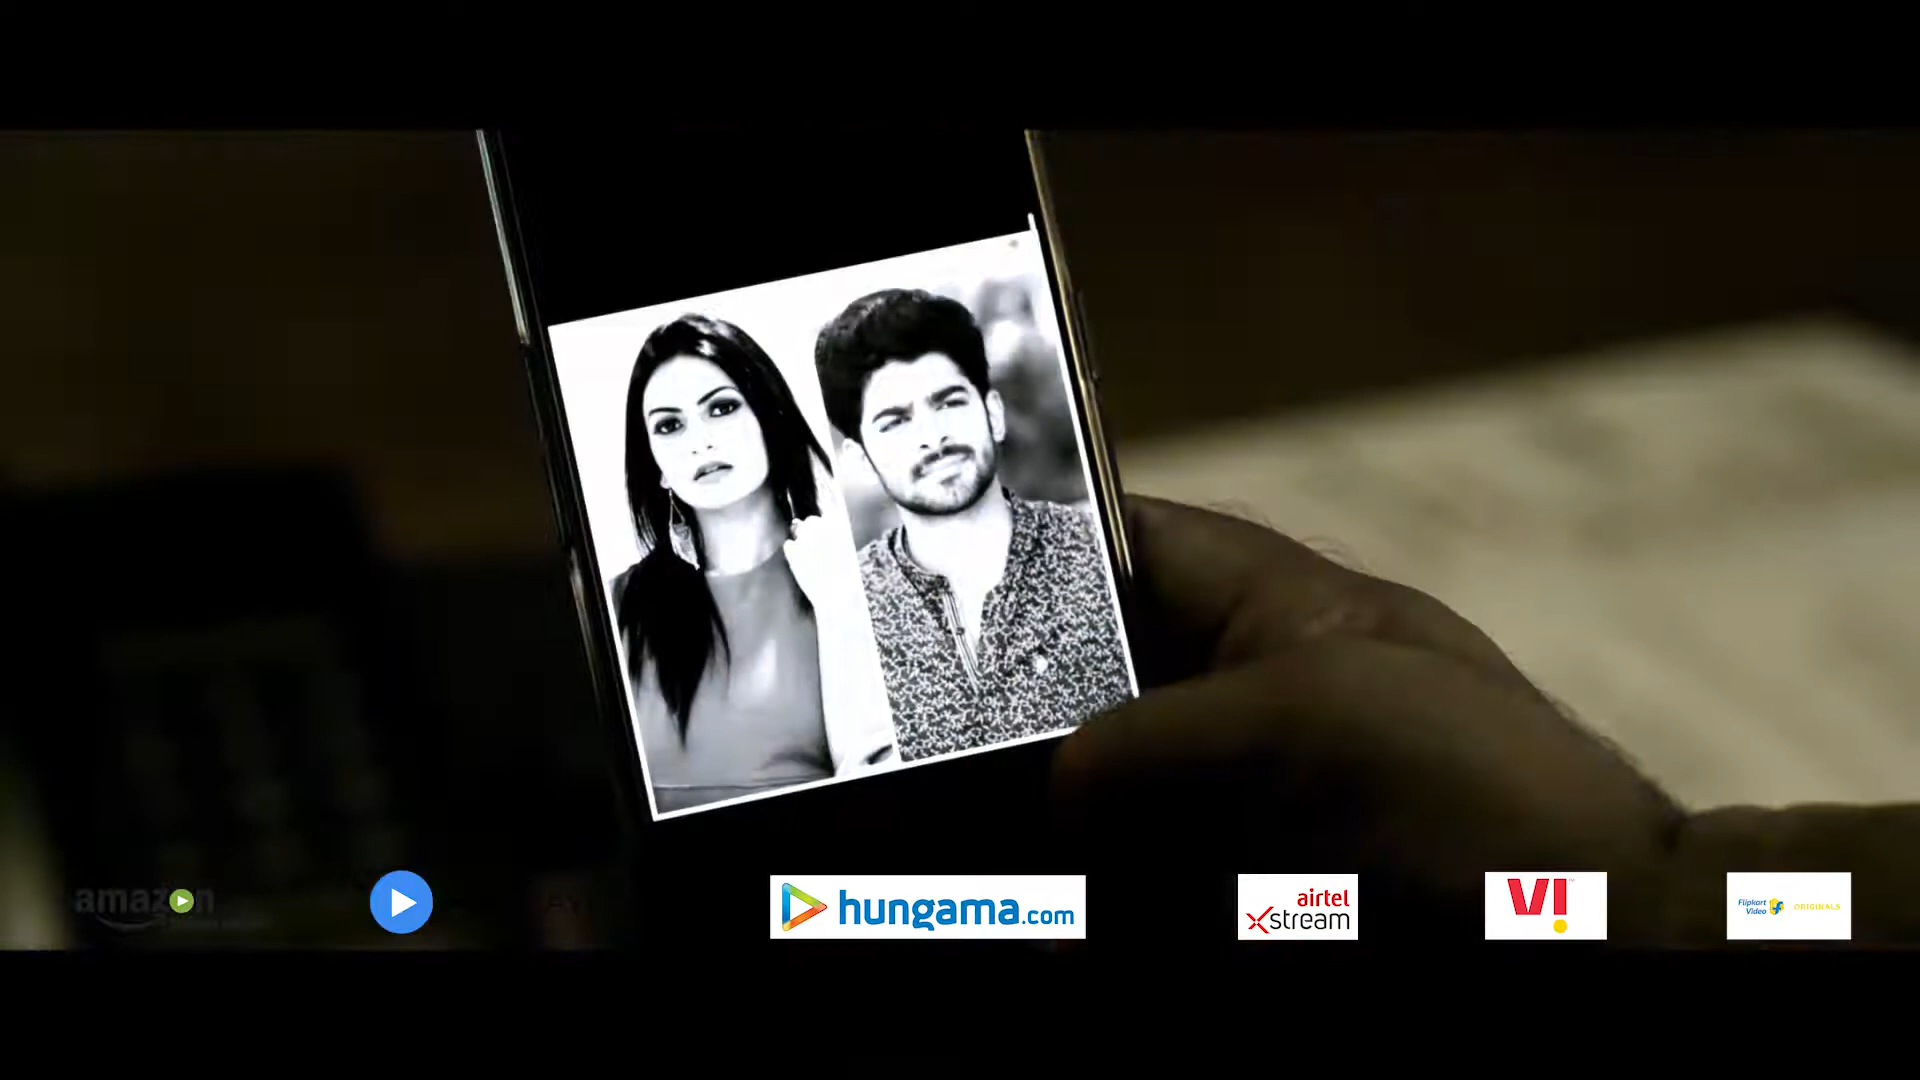 amazon
hungama.com
airtel
xstream
VI
Flipkart
Video
ORIGINALS